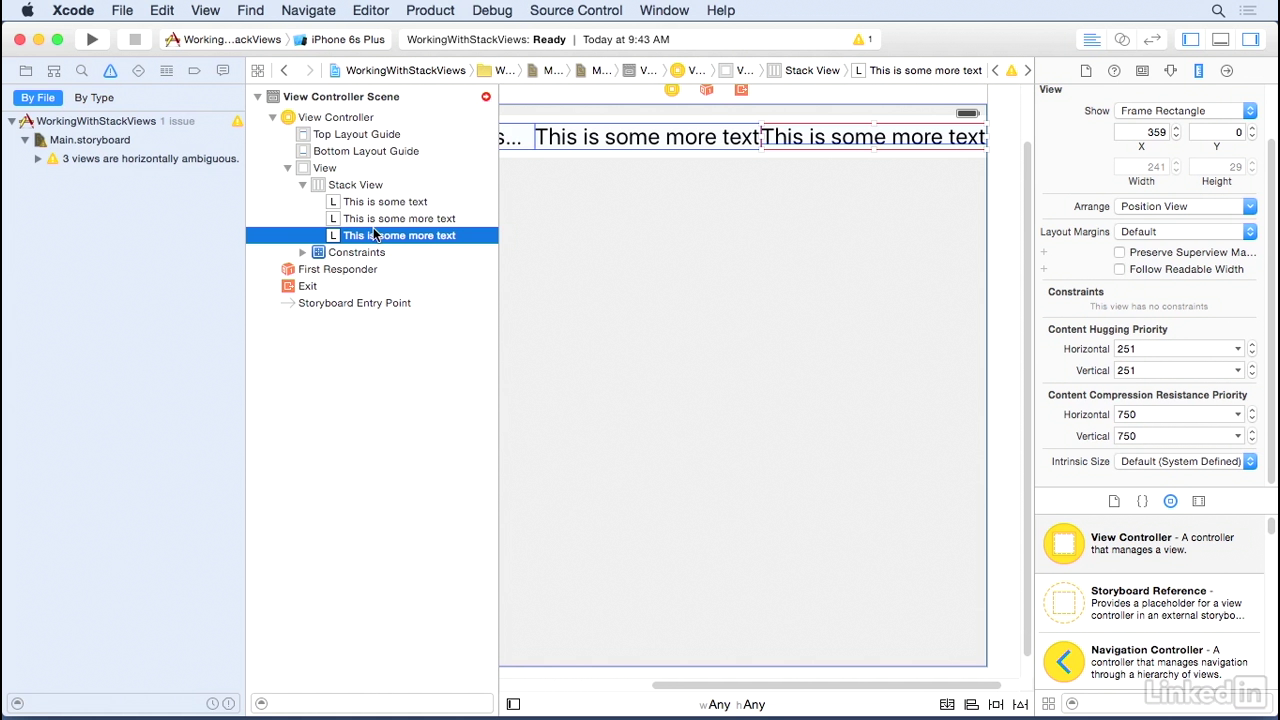 Xcode File Edit View Find Navigate Editor Product Debug Source Control Window Help
Working...ackViews iPhone 6s Plus WorkingWithStackViews: Ready Today at 9:43 AM 1
WorkingWithStackViews W... M... M... V... V... V... Stack View L This is some more text
By File By Type
WorkingWithStackViews 1 issue
Main.storyboard
3 views are horizontally ambiguous.
View Controller Scene
View Controller
Top Layout Guide
Bottom Layout Guide
View
Stack View
L This is some text
L This is some more text
L This is some more text
Constraints
First Responder
Exit
Storyboard Entry Point
s... This is some more text This is some more text
wAny hAny
View
Show Frame Rectangle
359 0
X Y
241 29
Width Height
Arrange Position View
Layout Margins Default
Preserve Superview Ma...
Follow Readable Width
Constraints
This view has no constraints
Content Hugging Priority
Horizontal 251
Vertical 251
Content Compression Resistance Priority
Horizontal 750
Vertical 750
Intrinsic Size Default (System Defined)
View Controller - A controller
that manages a view.
Storyboard Reference -
Provides a placeholder for a view
controller in an external storybo...
Navigation Controller - A
controller that manages navigation
through a hierarchy of views.
LinkedIn